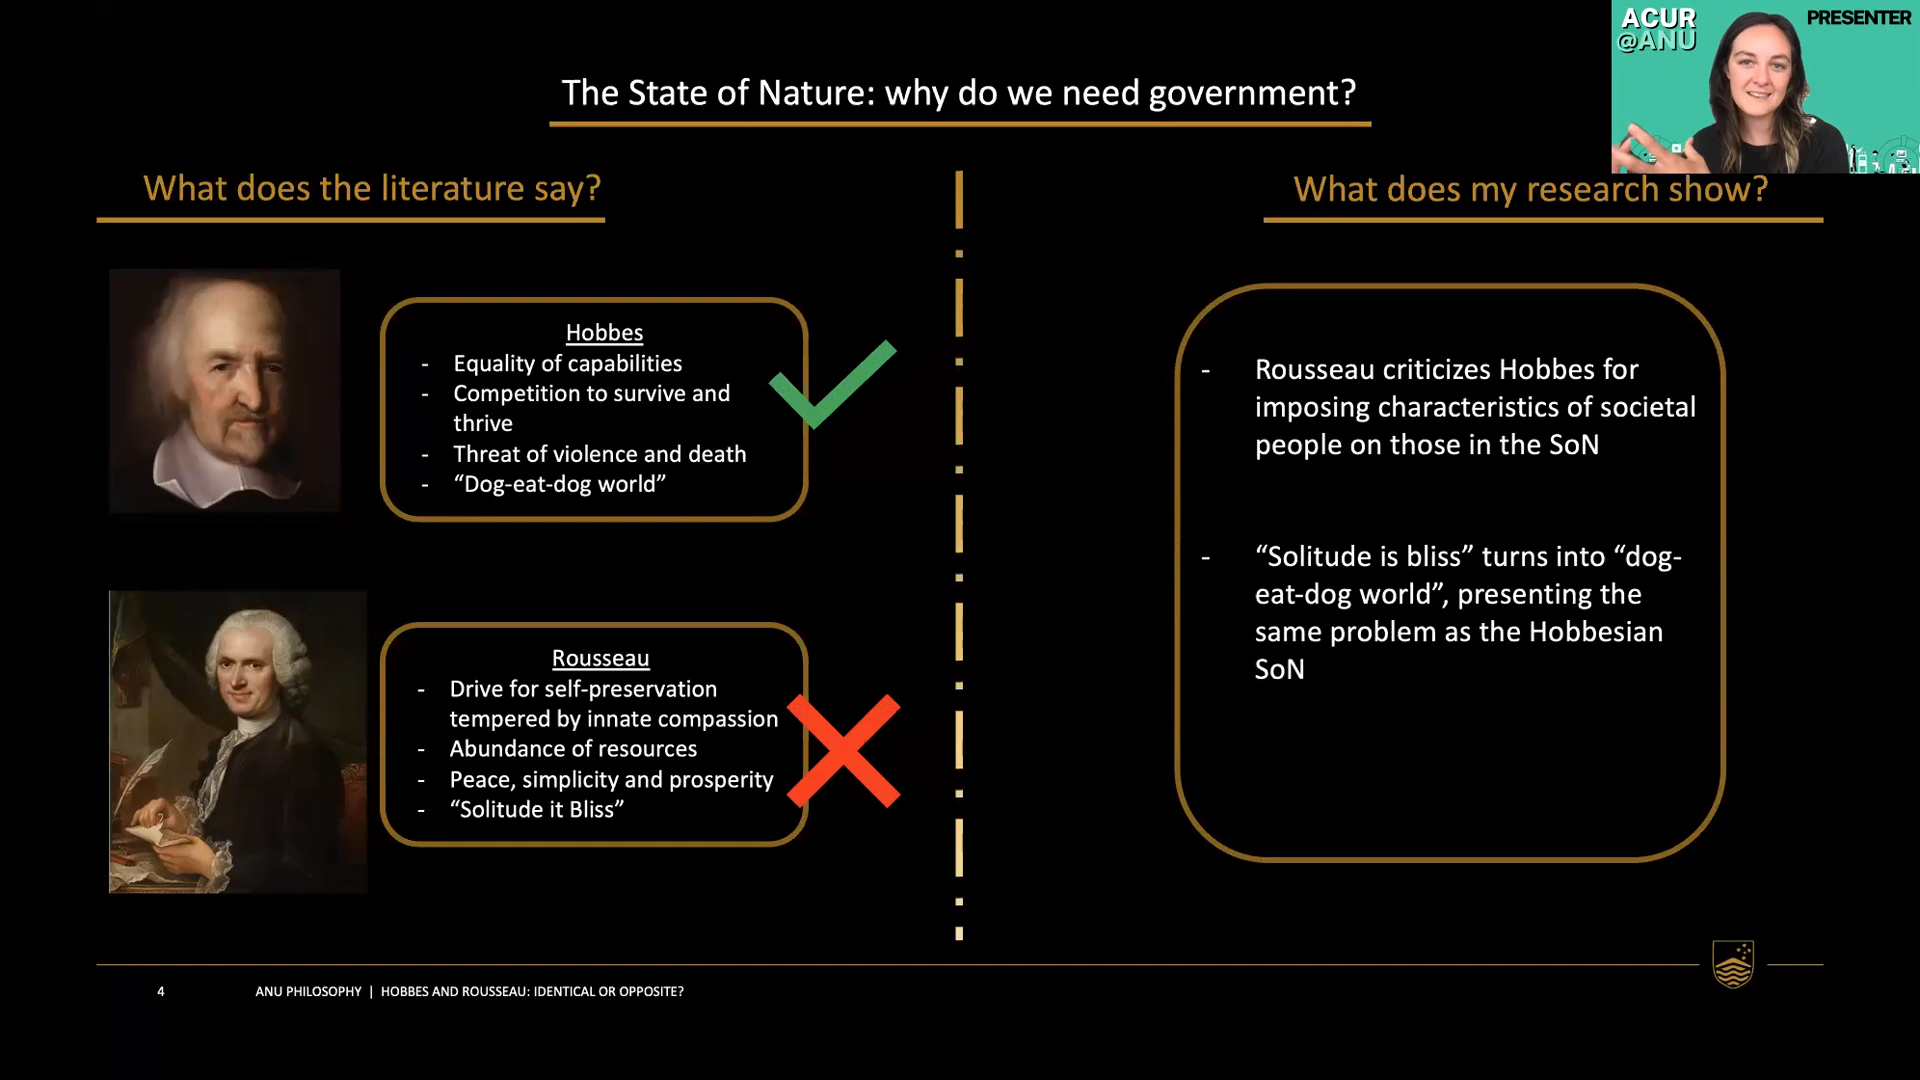 ACUR
@ANU
PRESENTER
The State of Nature: why do we need government?
What does the literature say?
What does my research show?
Hobbes
- Equality of capabilities
- Competition to survive and
thrive
- Threat of violence and death
- “Dog-eat-dog world”
Rousseau
- Drive for self-preservation
tempered by innate compassion
- Abundance of resources
- Peace, simplicity and prosperity
- “Solitude it Bliss”
- Rousseau criticizes Hobbes for
imposing characteristics of societal
people on those in the SoN
- “Solitude is bliss” turns into “dog-
eat-dog world”, presenting the
same problem as the Hobbesian
SoN
4
ANU PHILOSOPHY | HOBBES AND ROUSSEAU: IDENTICAL OR OPPOSITE?